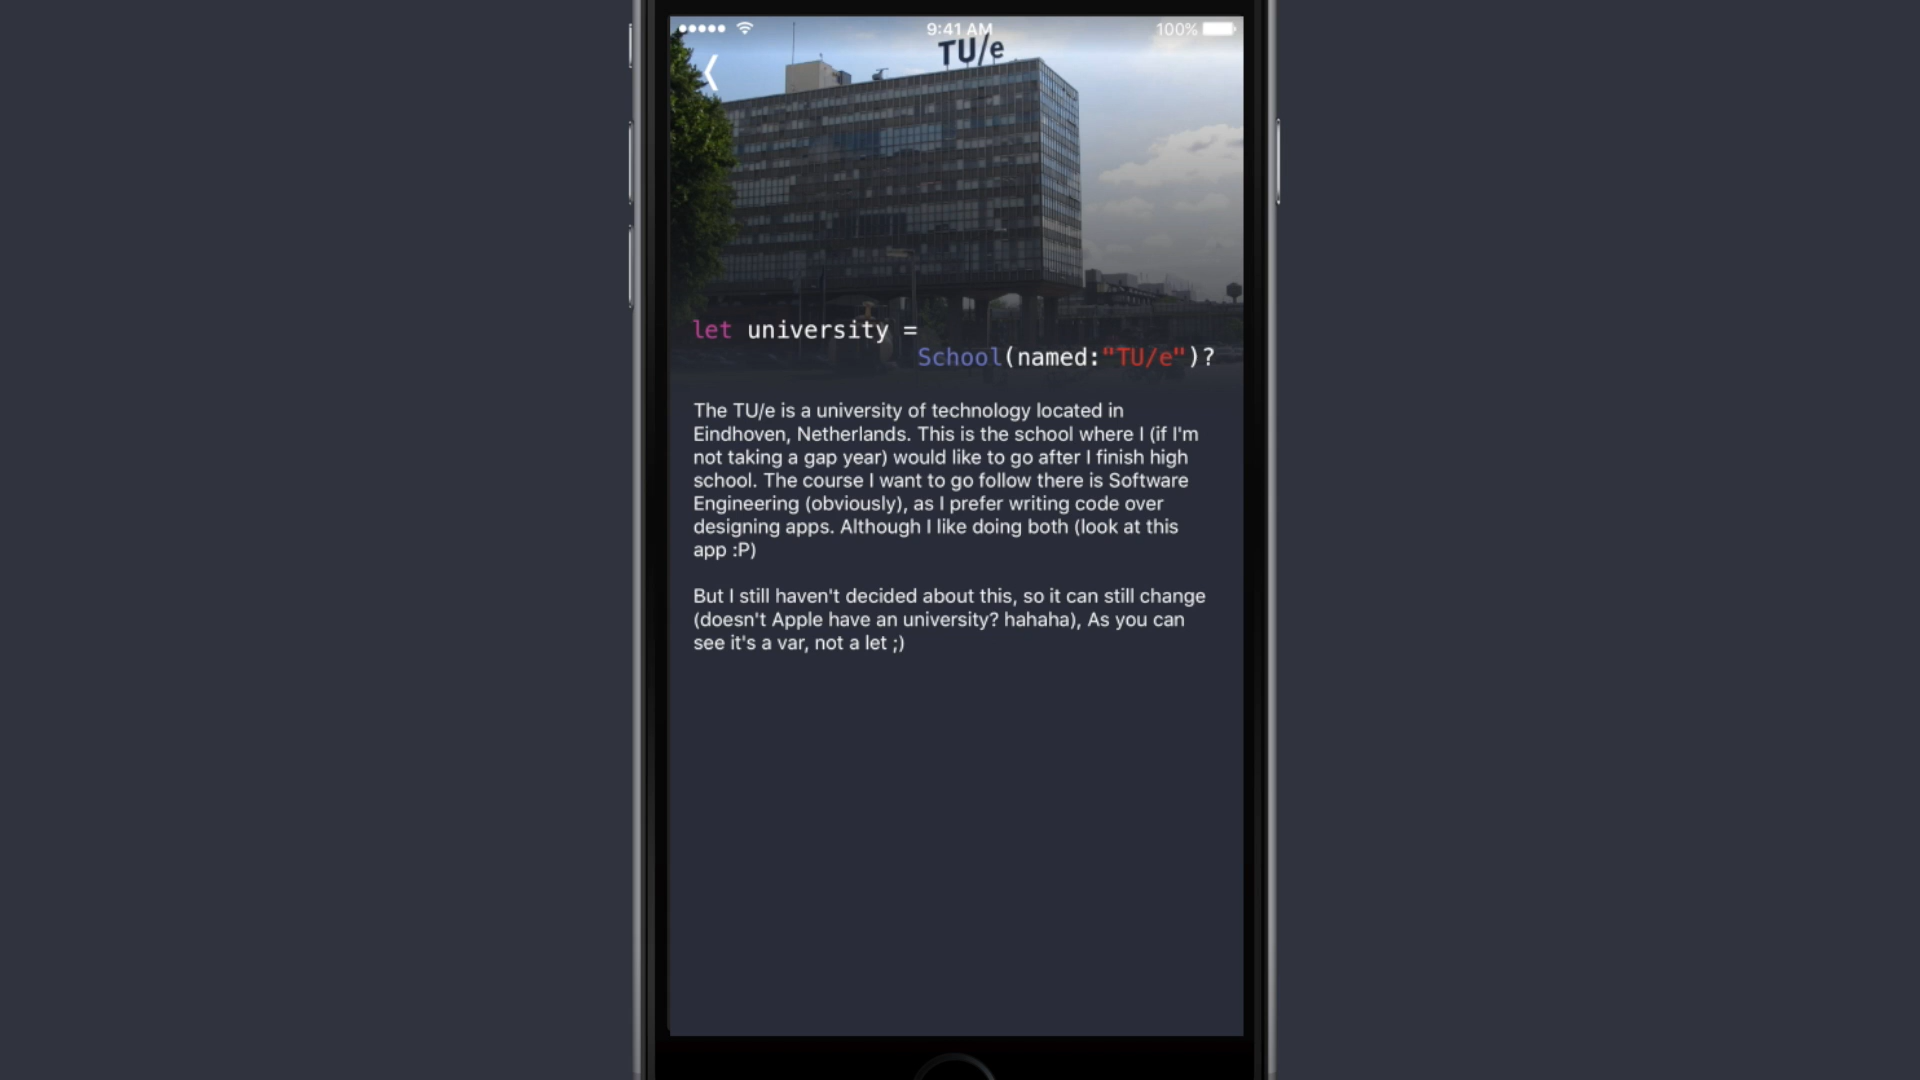 9:41 AM
100%
TU/e
let university =
School(named:"TU/e")?
The TU/e is a university of technology located in
Eindhoven, Netherlands. This is the school where I (if I'm
not taking a gap year) would like to go after I finish high
school. The course I want to go follow there is Software
Engineering (obviously), as I prefer writing code over
designing apps. Although I like doing both (look at this
app :P)
But I still haven't decided about this, so it can still change
(doesn't Apple have an university? hahaha), As you can
see it's a var, not a let ;)